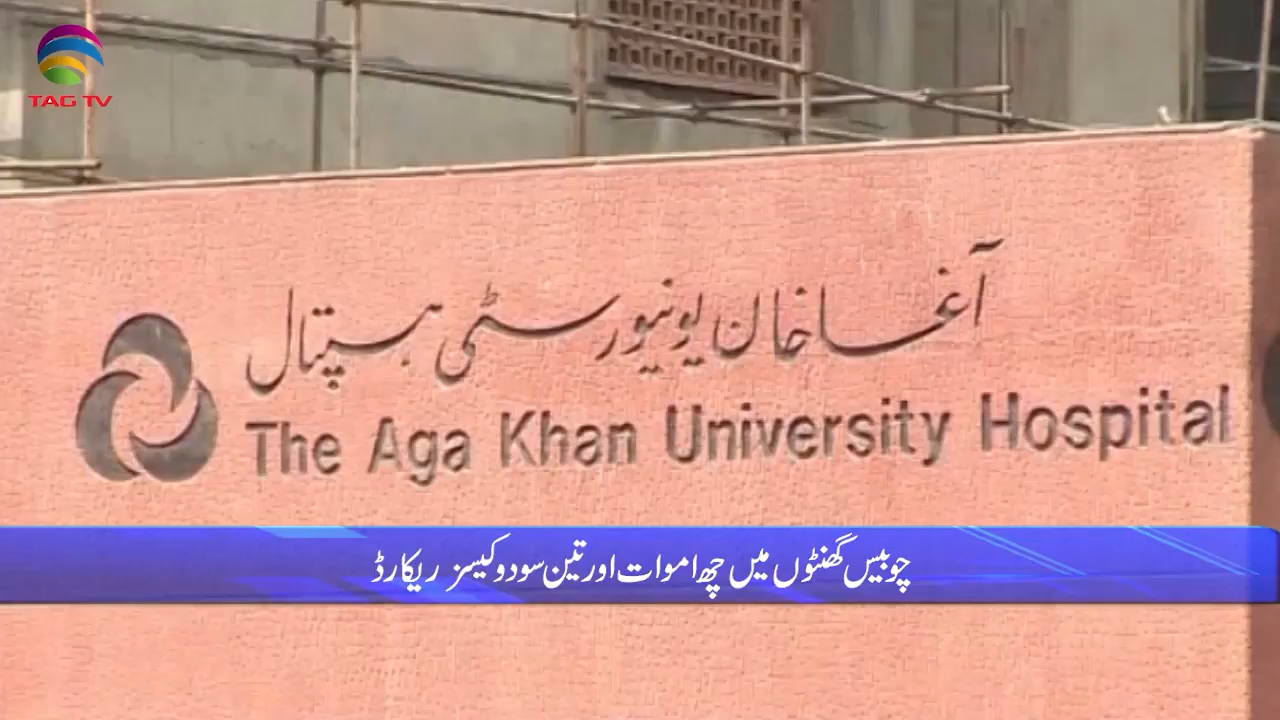 TAG TV
آغا خان یونیورسٹی ہسپتال
The Aga Khan University Hospital
چوبیس گھنٹوں میں چھ اموات اور تین سو دو کیسز ریکارڈ